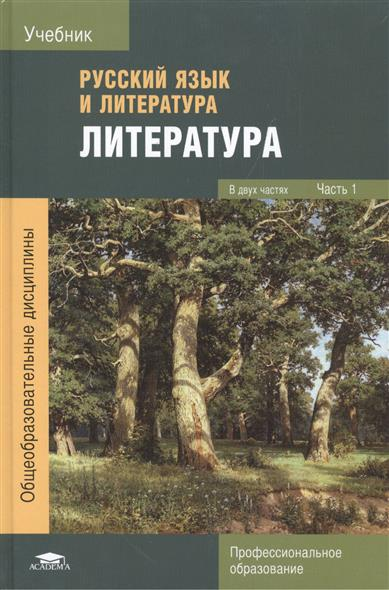 Учебник
РУССКИЙ ЯЗЫК
И ЛИТЕРАТУРА
ЛИТЕРАТУРА
В двух частях Часть 1
Общеобразовательные дисциплины
Профессиональное
образование
ACADEMA